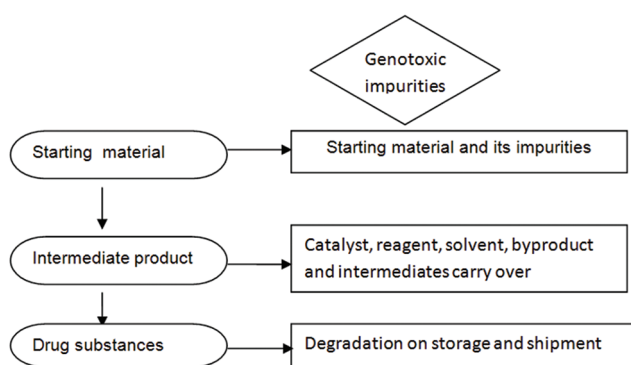 Genotoxic
impurities
Starting material
Starting material and its impurities
Intermediate product
Catalyst, reagent, solvent, byproduct
and intermediates carry over
Drug substances
Degradation on storage and shipment